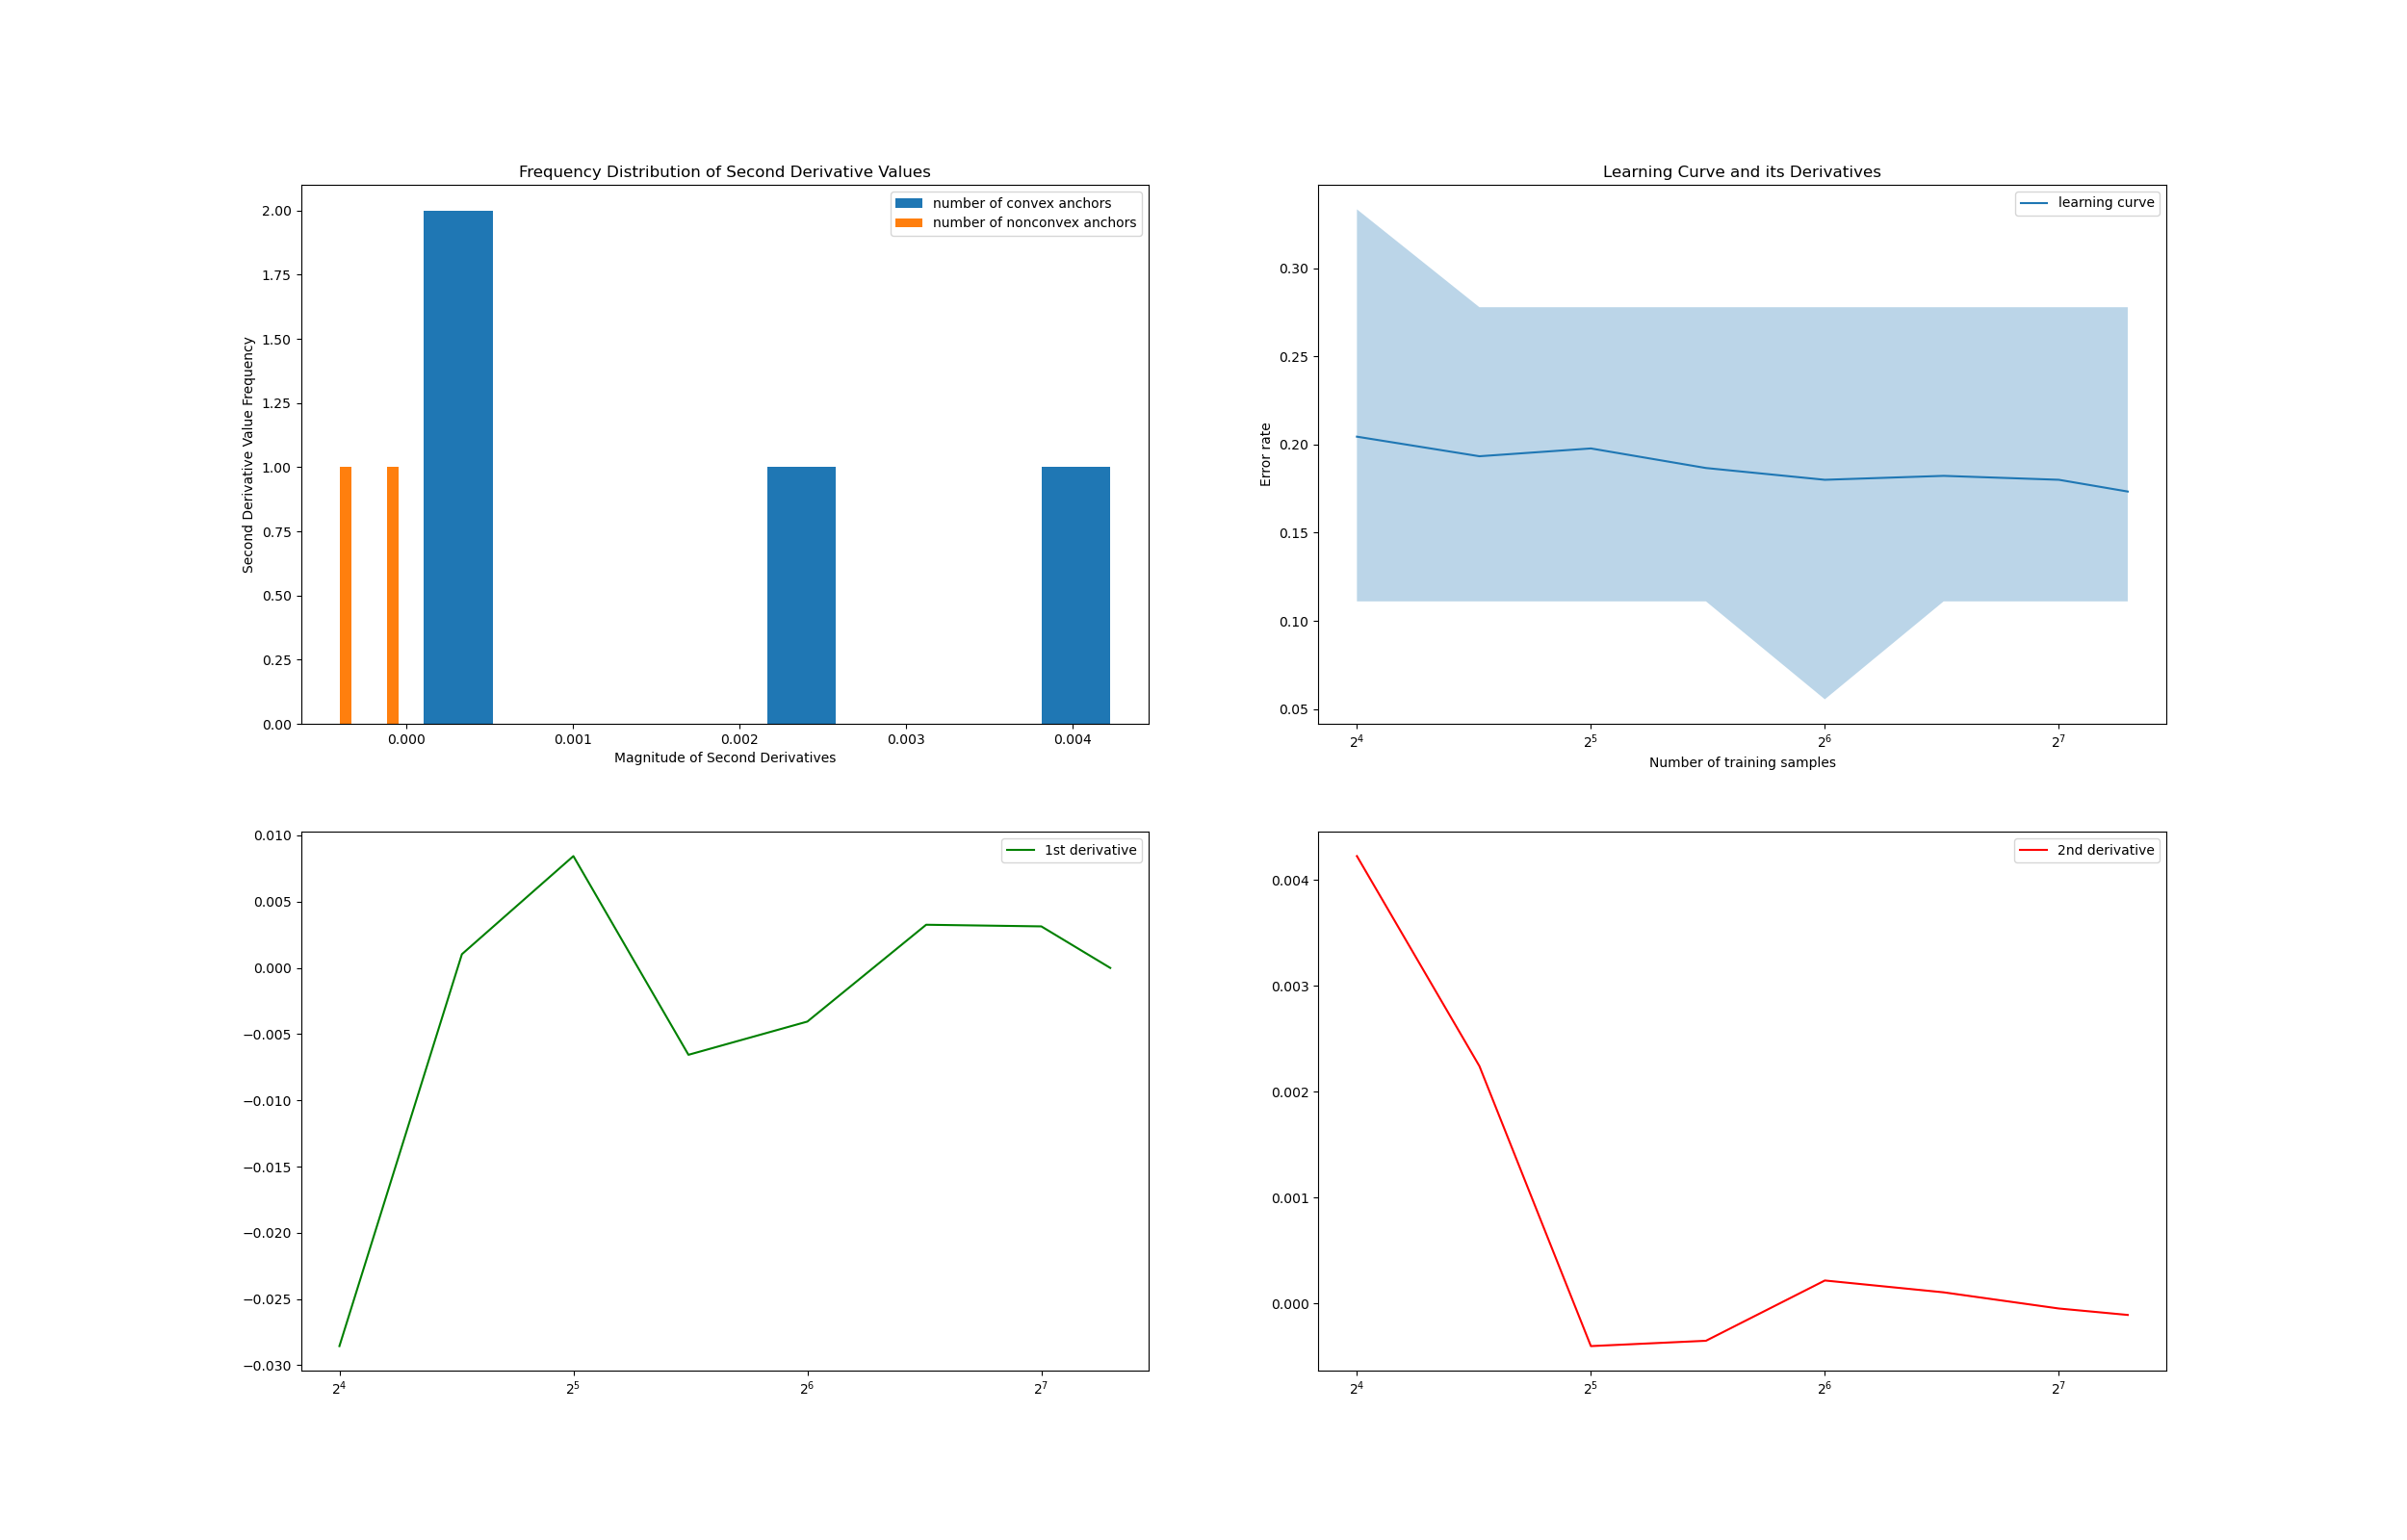 Frequency Distribution of Second Derivative Values
number of convex anchors
number of nonconvex anchors
Second Derivative Value Frequency
2.00
1.75
1.50
1.25
1.00
0.75
0.50
0.25
0.00
0.000 0.001 0.002 0.003 0.004
Magnitude of Second Derivatives
Learning Curve and its Derivatives
learning curve
Error rate
0.30
0.25
0.20
0.15
0.10
0.05
2⁴ 2⁵ 2⁶ 2⁷
Number of training samples
1st derivative
0.010
0.005
0.000
−0.005
−0.010
−0.015
−0.020
−0.025
−0.030
2⁴ 2⁵ 2⁶ 2⁷
2nd derivative
0.004
0.003
0.002
0.001
0.000
2⁴ 2⁵ 2⁶ 2⁷